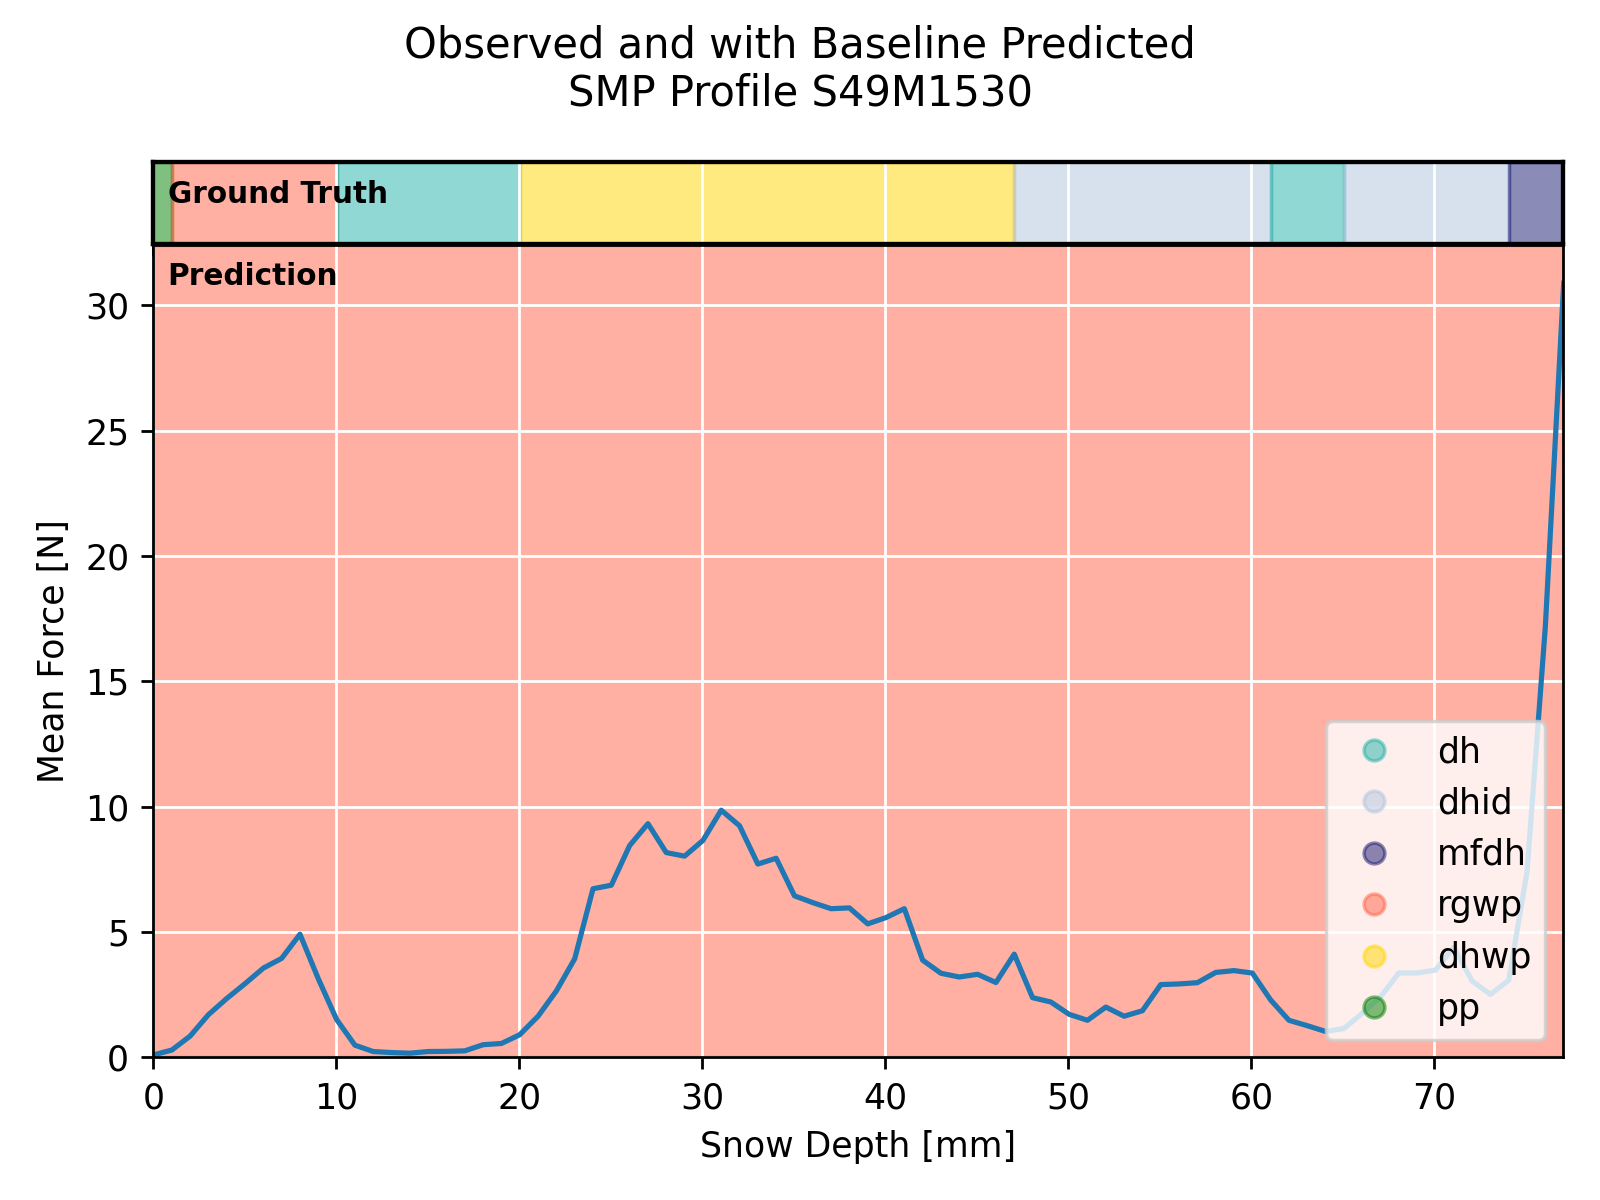 Observed and with Baseline Predicted
SMP Profile S49M1530
Ground Truth
Prediction
30
25
20
15
10
5
0
Mean Force [N]
dh
dhid
mfdh
rgwp
dhwp
pp
0 10 20 30 40 50 60 70
Snow Depth [mm]